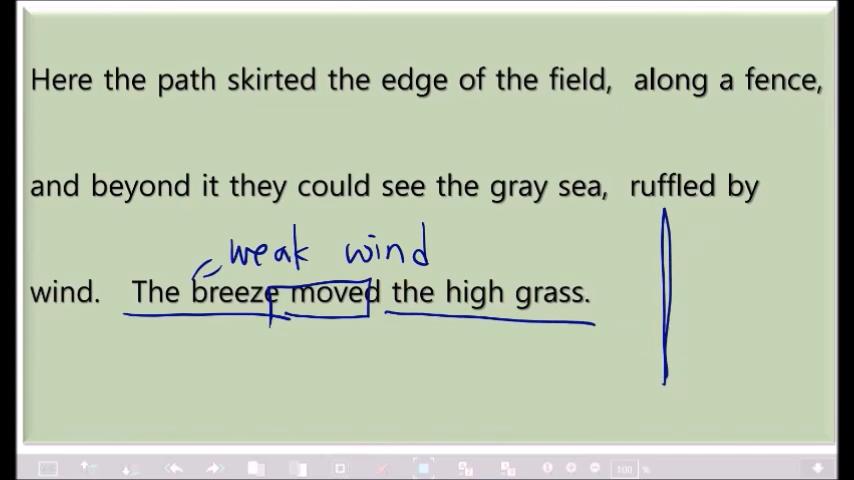 Here the path skirted the edge of the field, along a fence,
and beyond it they could see the gray sea, ruffled by
weak wind
wind. The breeze moved the high grass.
100 %